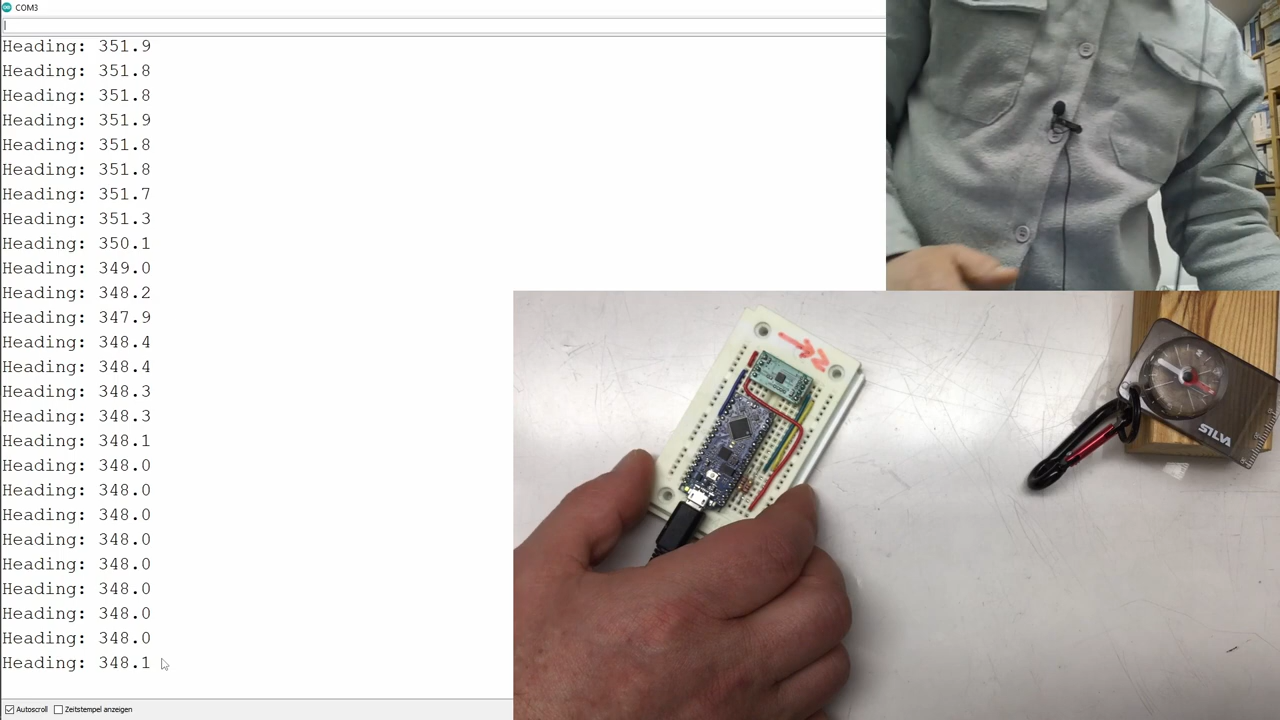 COM3
Heading: 351.9
Heading: 351.8
Heading: 351.8
Heading: 351.9
Heading: 351.8
Heading: 351.8
Heading: 351.7
Heading: 351.3
Heading: 350.1
Heading: 349.0
Heading: 348.2
Heading: 347.9
Heading: 348.4
Heading: 348.4
Heading: 348.3
Heading: 348.3
Heading: 348.1
Heading: 348.0
Heading: 348.0
Heading: 348.0
Heading: 348.0
Heading: 348.0
Heading: 348.0
Heading: 348.0
Heading: 348.0
Heading: 348.1
Autoscroll
Zeitstempel anzeigen
N
SILVA